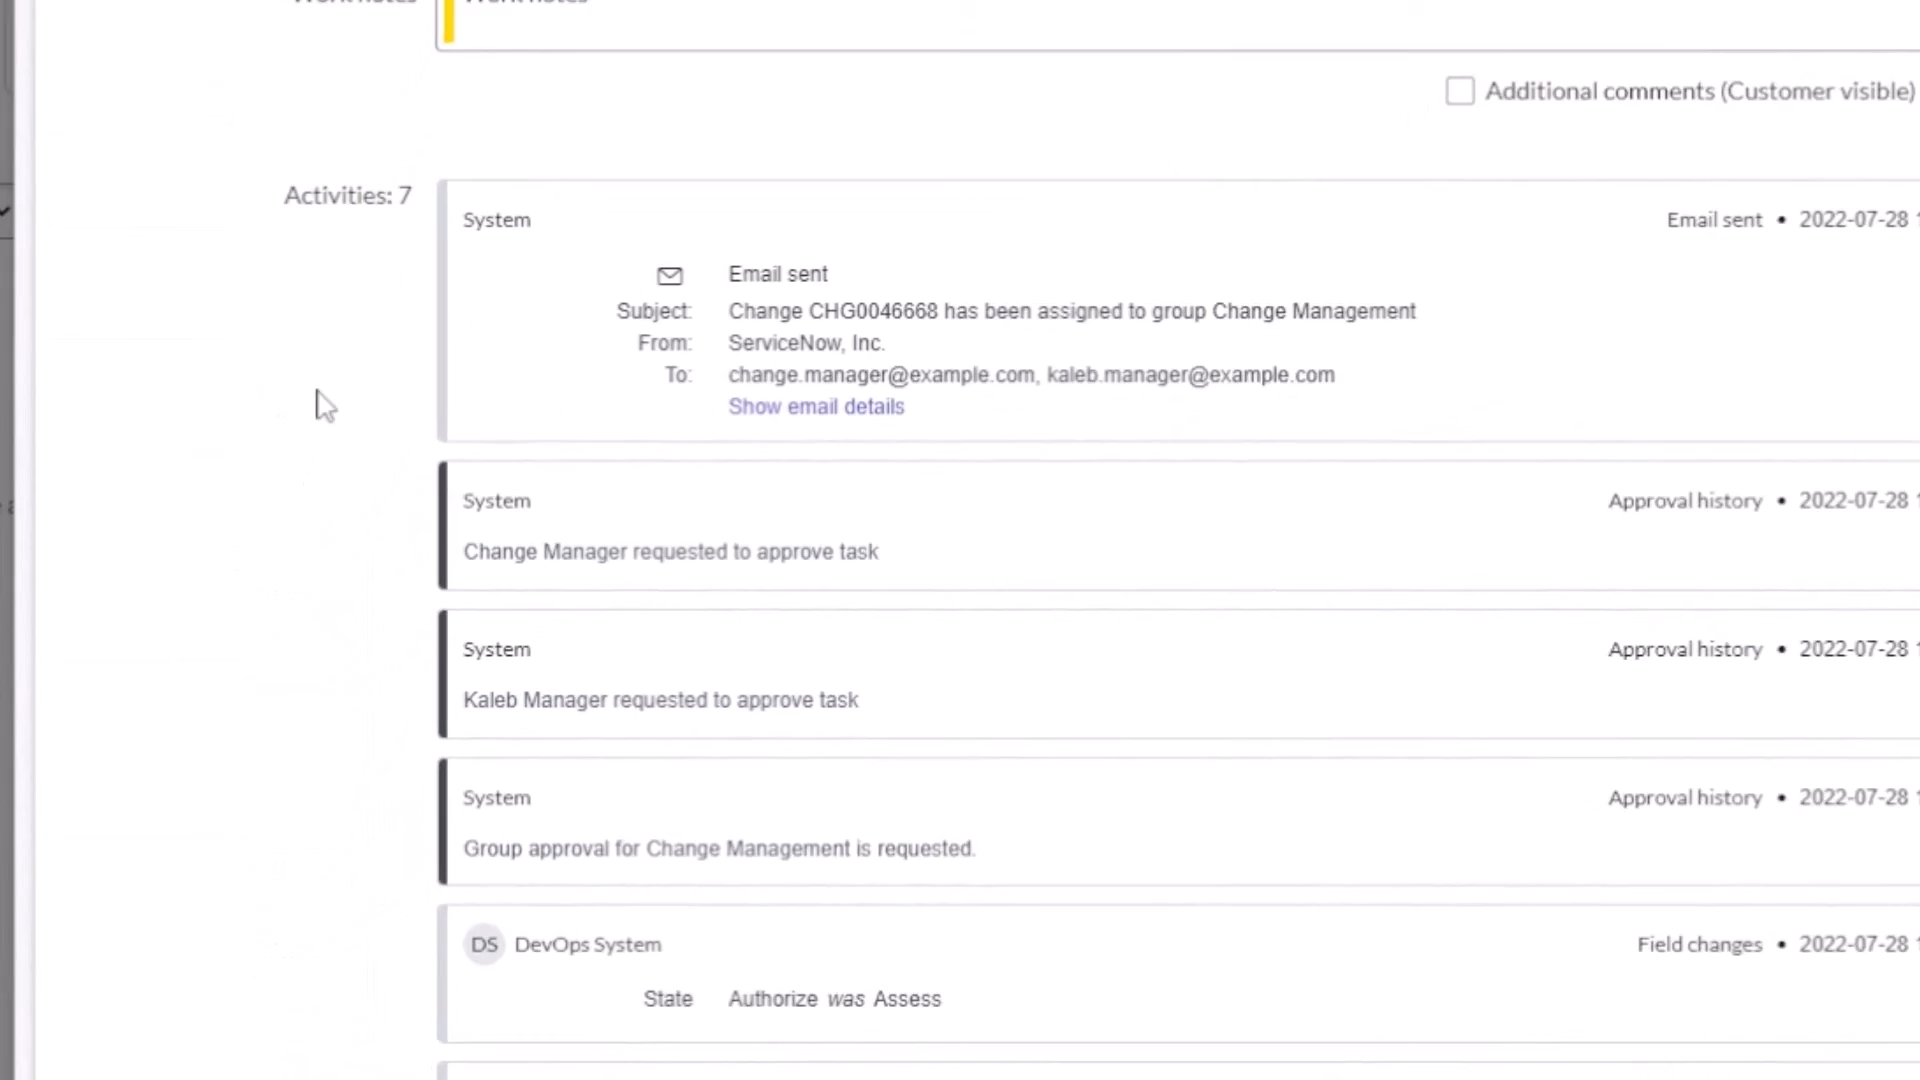 Work notes
Work notes
Additional comments (Customer visible)
Activities: 7
System
Email sent • 2022-07-28
Email sent
Subject: Change CHG0046668 has been assigned to group Change Management
From: ServiceNow, Inc.
To: change.manager@example.com, kaleb.manager@example.com
Show email details
System
Approval history • 2022-07-28
Change Manager requested to approve task
System
Approval history • 2022-07-28
Kaleb Manager requested to approve task
System
Approval history • 2022-07-28
Group approval for Change Management is requested.
DS DevOps System
Field changes • 2022-07-28
State Authorize was Assess